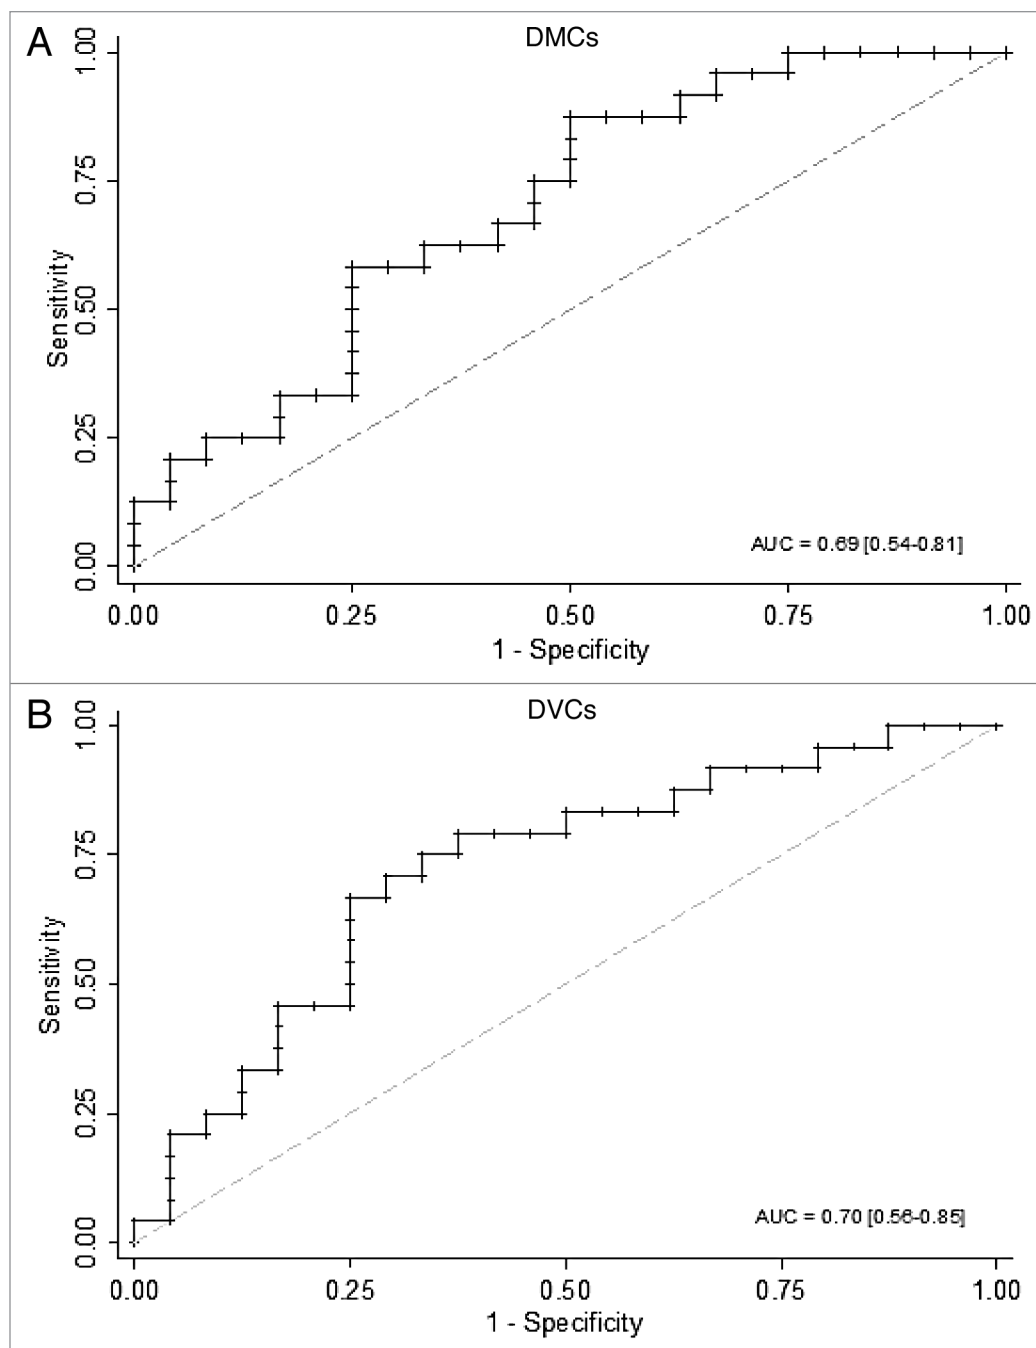 A
DMCs
1.00
0.75
0.50
0.25
0.00
Sensitivity
AUC = 0.69 [0.54-0.81]
0.00 0.25 0.50 0.75 1.00
1 - Specificity
B
DVCs
1.00
0.75
0.50
0.25
0.00
Sensitivity
AUC = 0.70 [0.56-0.85]
0.00 0.25 0.50 0.75 1.00
1 - Specificity